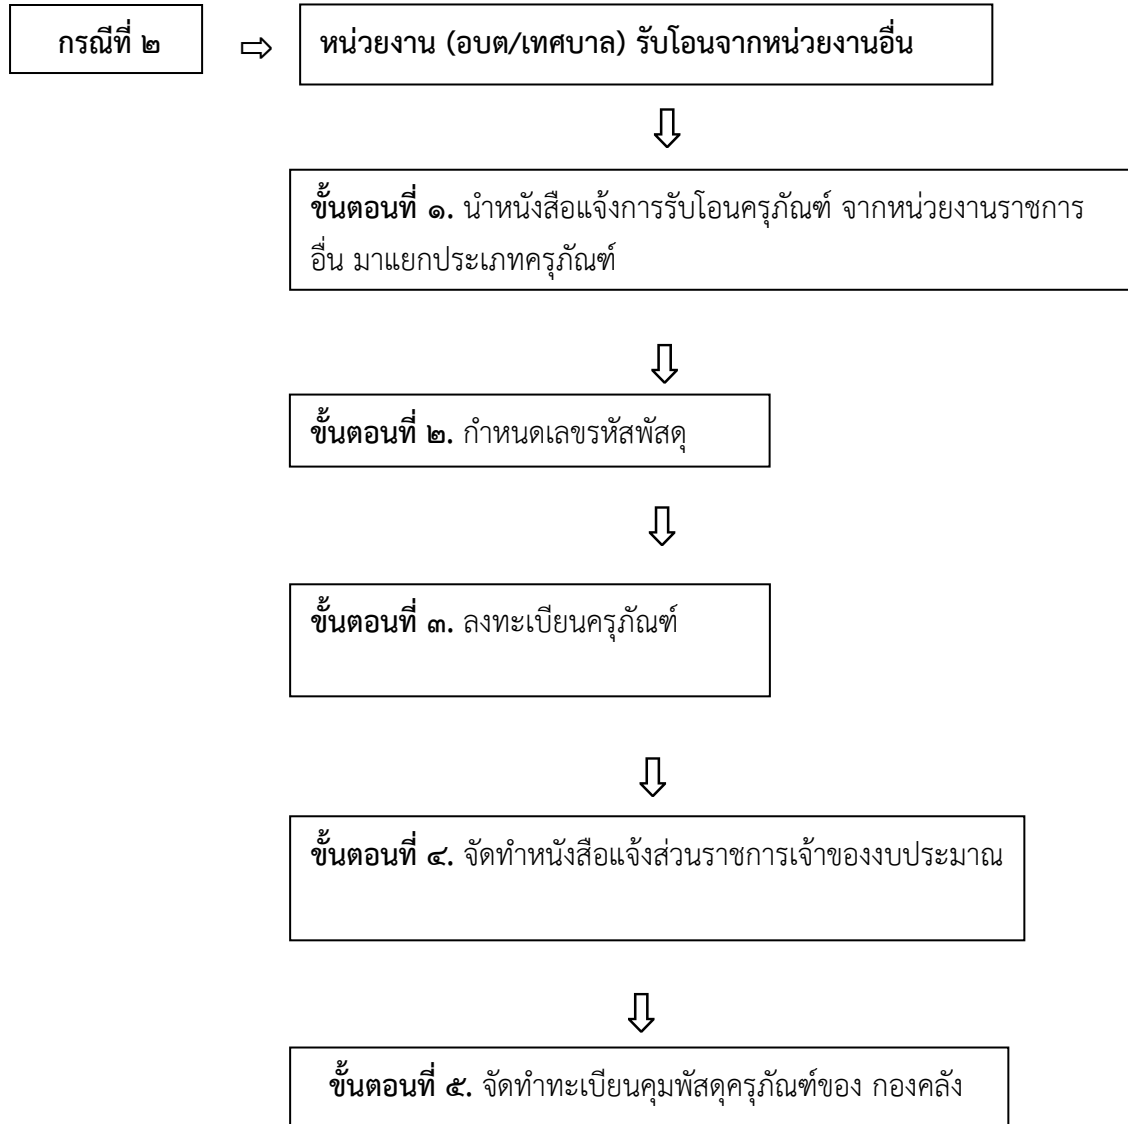 กรณีที่ ๒
หน่วยงาน (อบต/เทศบาล) รับโอนจากหน่วยงานอื่น
ขั้นตอนที่ ๑. นำหนังสือแจ้งการรับโอนครุภัณฑ์ จากหน่วยงานราชการ
อื่น มาแยกประเภทครุภัณฑ์
ขั้นตอนที่ ๒. กำหนดเลขรหัสพัสดุ
ขั้นตอนที่ ๓. ลงทะเบียนครุภัณฑ์
ขั้นตอนที่ ๔. จัดทำหนังสือแจ้งส่วนราชการเจ้าของงบประมาณ
ขั้นตอนที่ ๕. จัดทำทะเบียนคุมพัสดุครุภัณฑ์ของ กองคลัง